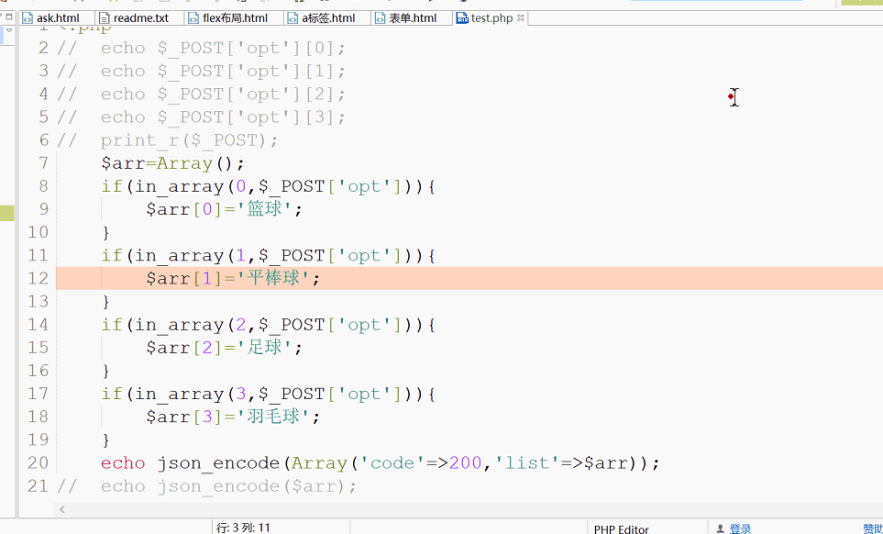 ask.html readme.txt flex布局.html a标签.html 表单.html test.php
1 <?php
2 // echo $_POST['opt'][0];
3 // echo $_POST['opt'][1];
4 // echo $_POST['opt'][2];
5 // echo $_POST['opt'][3];
6 // print_r($_POST);
7 $arr=Array();
8 if(in_array(0,$_POST['opt'])){
9 $arr[0]='篮球';
10 }
11 if(in_array(1,$_POST['opt'])){
12 $arr[1]='平棒球';
13 }
14 if(in_array(2,$_POST['opt'])){
15 $arr[2]='足球';
16 }
17 if(in_array(3,$_POST['opt'])){
18 $arr[3]='羽毛球';
19 }
20 echo json_encode(Array('code'=>200,'list'=>$arr));
21 // echo json_encode($arr);
行: 3 列: 11 PHP Editor 登录 赞助